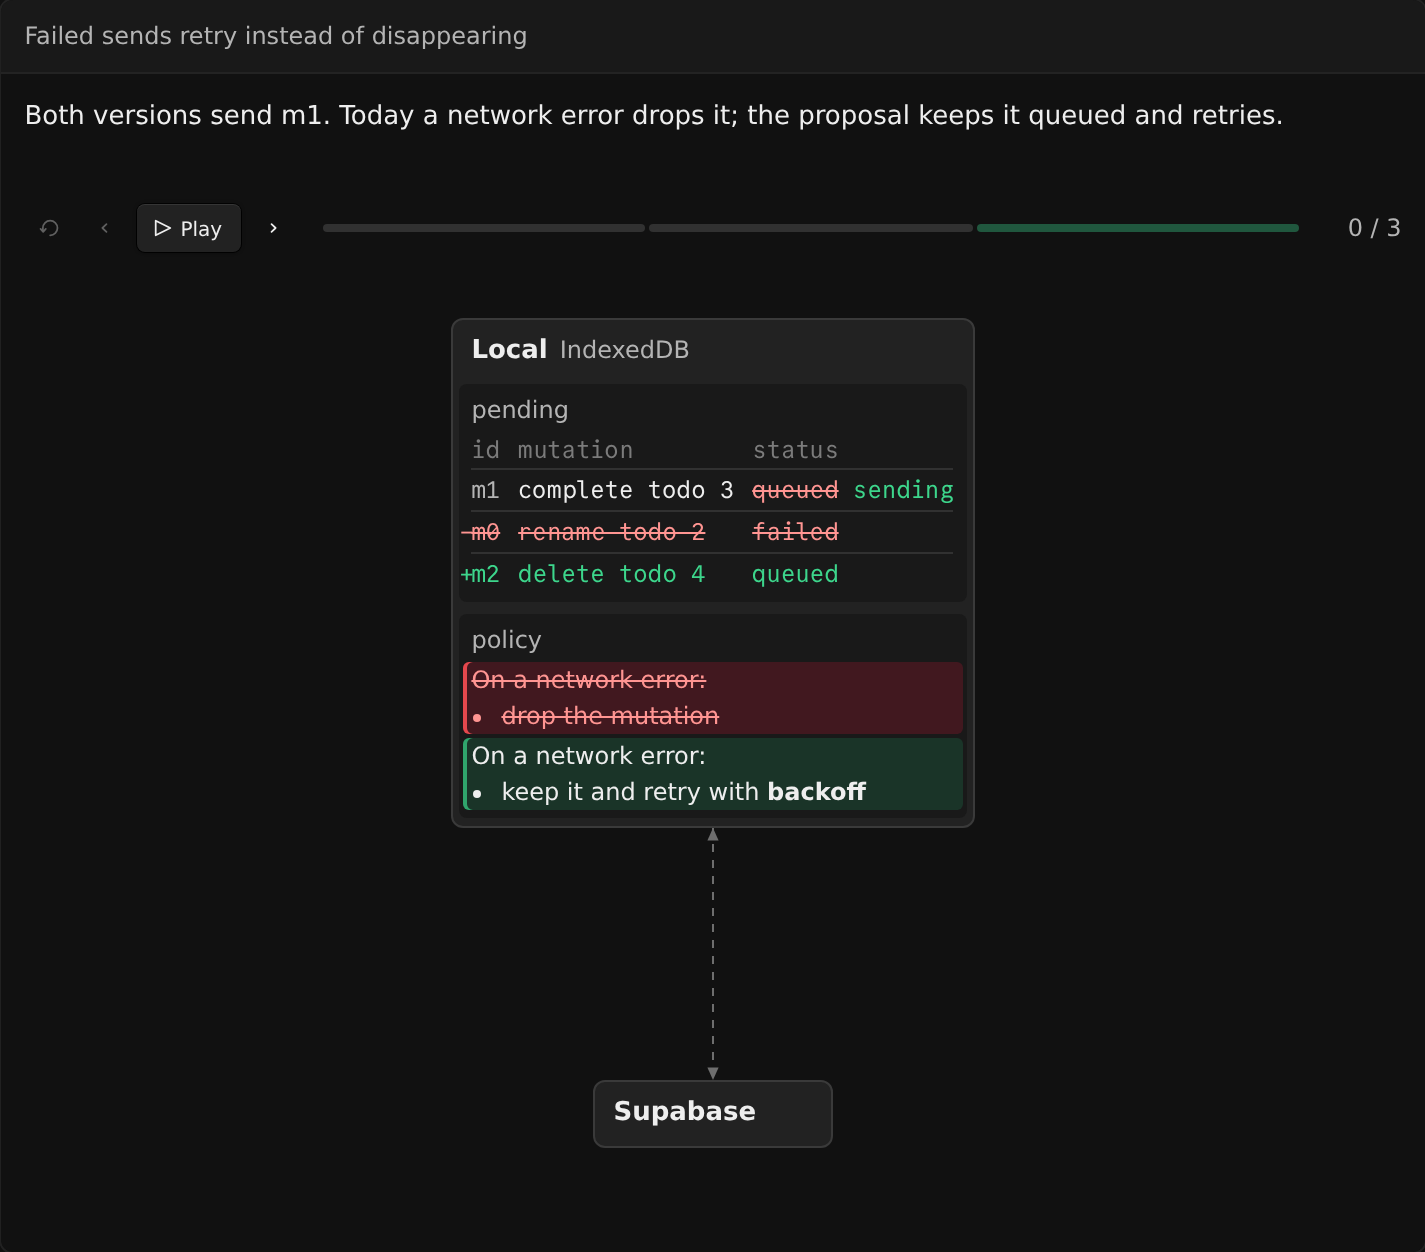 Failed sends retry instead of disappearing
Both versions send m1. Today a network error drops it; the proposal keeps it queued and retries.
Play
0 / 3
Local IndexedDB
pending
id mutation status
m1 complete todo 3 queued sending
-m0 rename todo 2 failed
+m2 delete todo 4 queued
policy
On a network error:
• drop the mutation
On a network error:
• keep it and retry with backoff
Supabase